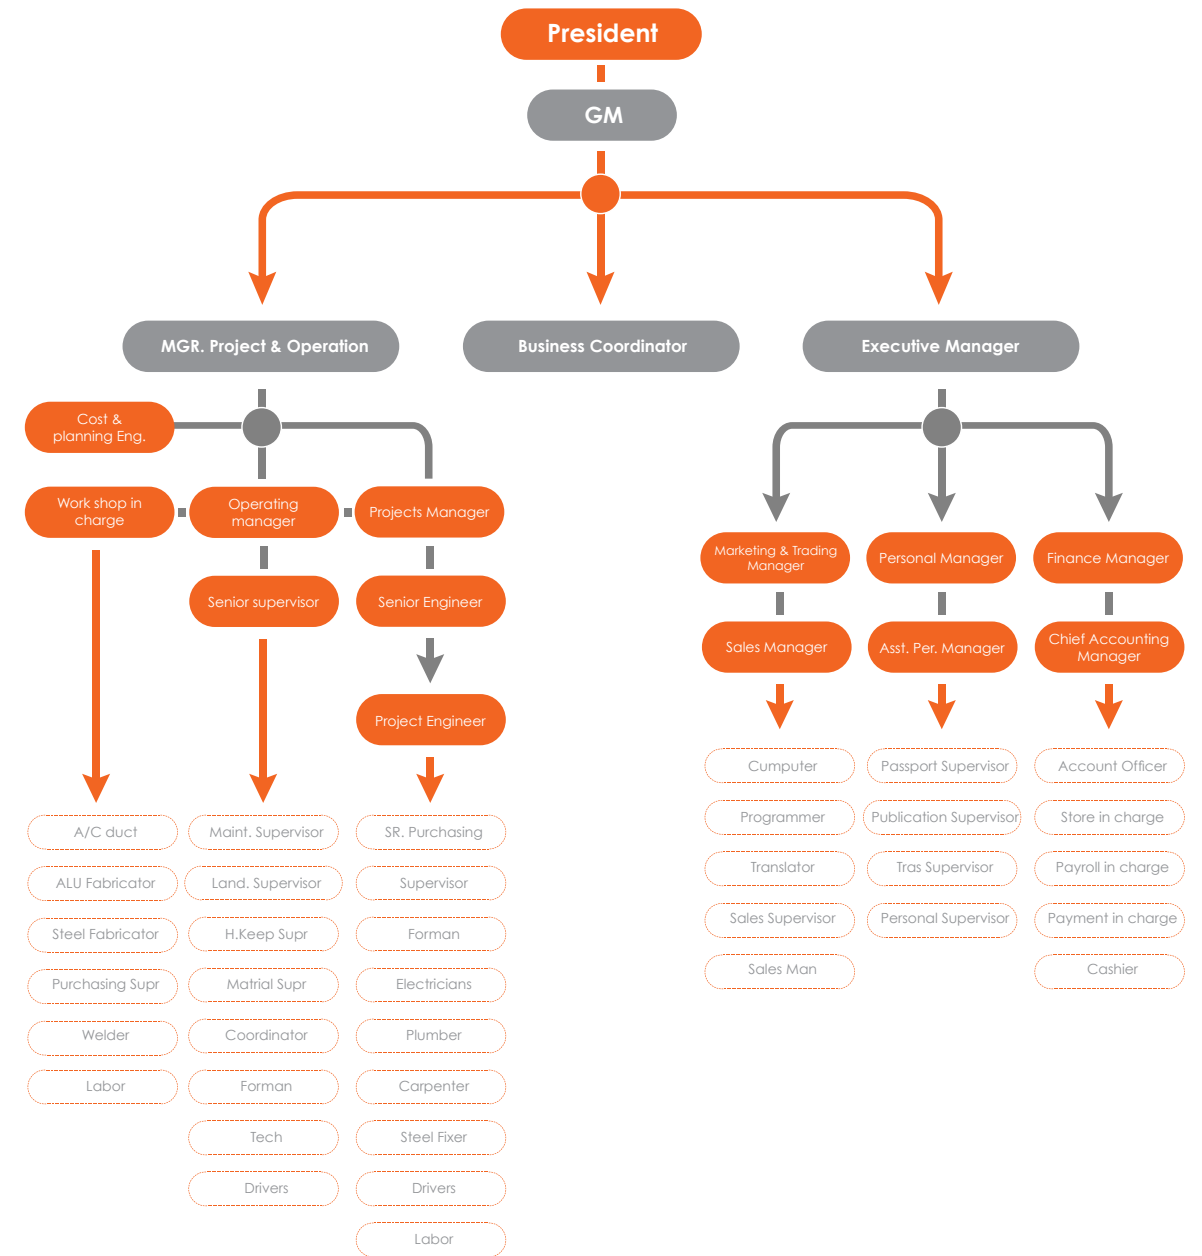 President
GM
MGR. Project & Operation
Business Coordinator
Executive Manager
Cost &
planning Eng.
Work shop in
charge
Operating
manager
Projects Manager
Senior supervisor
Senior Engineer
Project Engineer
Marketing & Trading
Manager
Personal Manager
Finance Manager
Sales Manager
Asst. Per. Manager
Chief Accounting
Manager
A/C duct
ALU Fabricator
Steel Fabricator
Purchasing Supr
Welder
Labor
Maint. Supervisor
Land. Supervisor
H.Keep Supr
Matrial Supr
Coordinator
Forman
Tech
Drivers
SR. Purchasing
Supervisor
Forman
Electricians
Plumber
Carpenter
Steel Fixer
Drivers
Labor
Cumputer
Programmer
Translator
Sales Supervisor
Sales Man
Passport Supervisor
Publication Supervisor
Tras Supervisor
Personal Supervisor
Account Officer
Store in charge
Payroll in charge
Payment in charge
Cashier